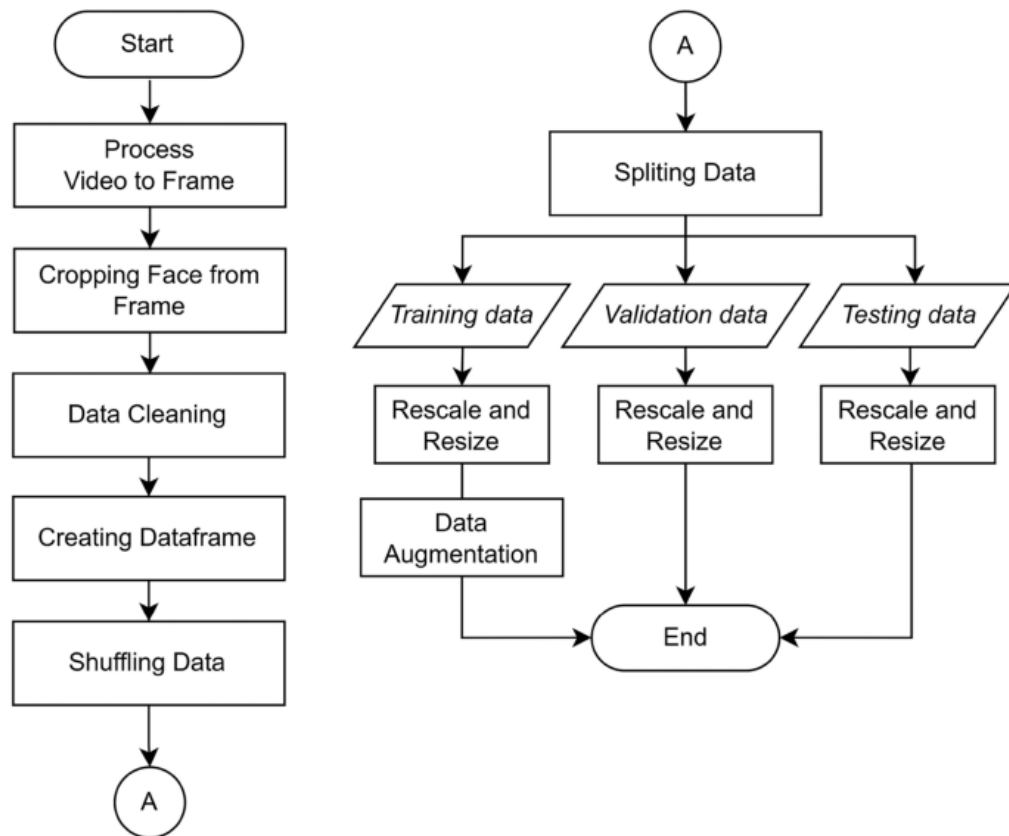 Start
Process
Video to Frame
Cropping Face from
Frame
Data Cleaning
Creating Dataframe
Shuffling Data
A
A
Spliting Data
Training data
Validation data
Testing data
Rescale and
Resize
Rescale and
Resize
Rescale and
Resize
Data
Augmentation
End